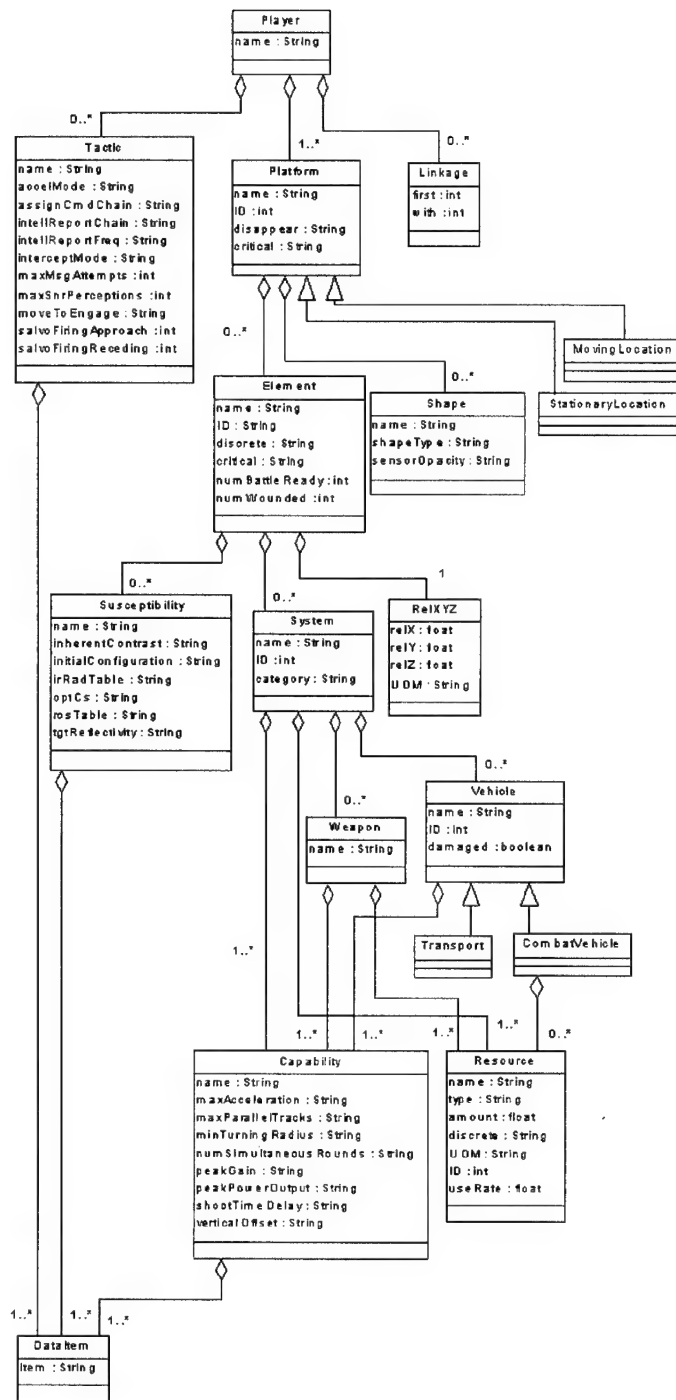 Player
name : String
0..*
1..*
0..*
Tactic
name : String
accelMode : String
assignCmdChain : String
intellReportChain : String
intellReportFreq : String
interceptMode : String
maxMsgAttempts : int
maxSnrPerceptions : int
moveToEngage : String
salvoFiringApproach : int
salvoFiringReceding : int
Platform
name : String
ID : int
disappear : String
critical : String
Linkage
first : int
with : int
MovingLocation
StationaryLocation
0..*
0..*
Element
name : String
ID : String
discrete : String
critical : String
numBattleReady : int
numWounded : int
Shape
name : String
shapeType : String
sensorOpacity : String
0..*
0..*
1
Susceptibility
name : String
inherentContrast : String
initialConfiguration : String
irRadTable : String
optCs : String
rosTable : String
tgtReflectivity : String
System
name : String
ID : int
category : String
RelXYZ
relX : float
relY : float
relZ : float
UOM : String
0..*
0..*
Weapon
name : String
Vehicle
name : String
ID : int
damaged : boolean
Transport
CombatVehicle
1..*
1..*
1..*
1..*
1..*
0..*
Capability
name : String
maxAcceleration : String
maxParallelTracks : String
minTurningRadius : String
numSimultaneousRounds : String
peakGain : String
peakPowerOutput : String
shootTimeDelay : String
verticalOffset : String
Resource
name : String
type : String
amount : float
discrete : String
UOM : String
ID : int
useRate : float
1..*
1..*
1..*
DataItem
Item : String